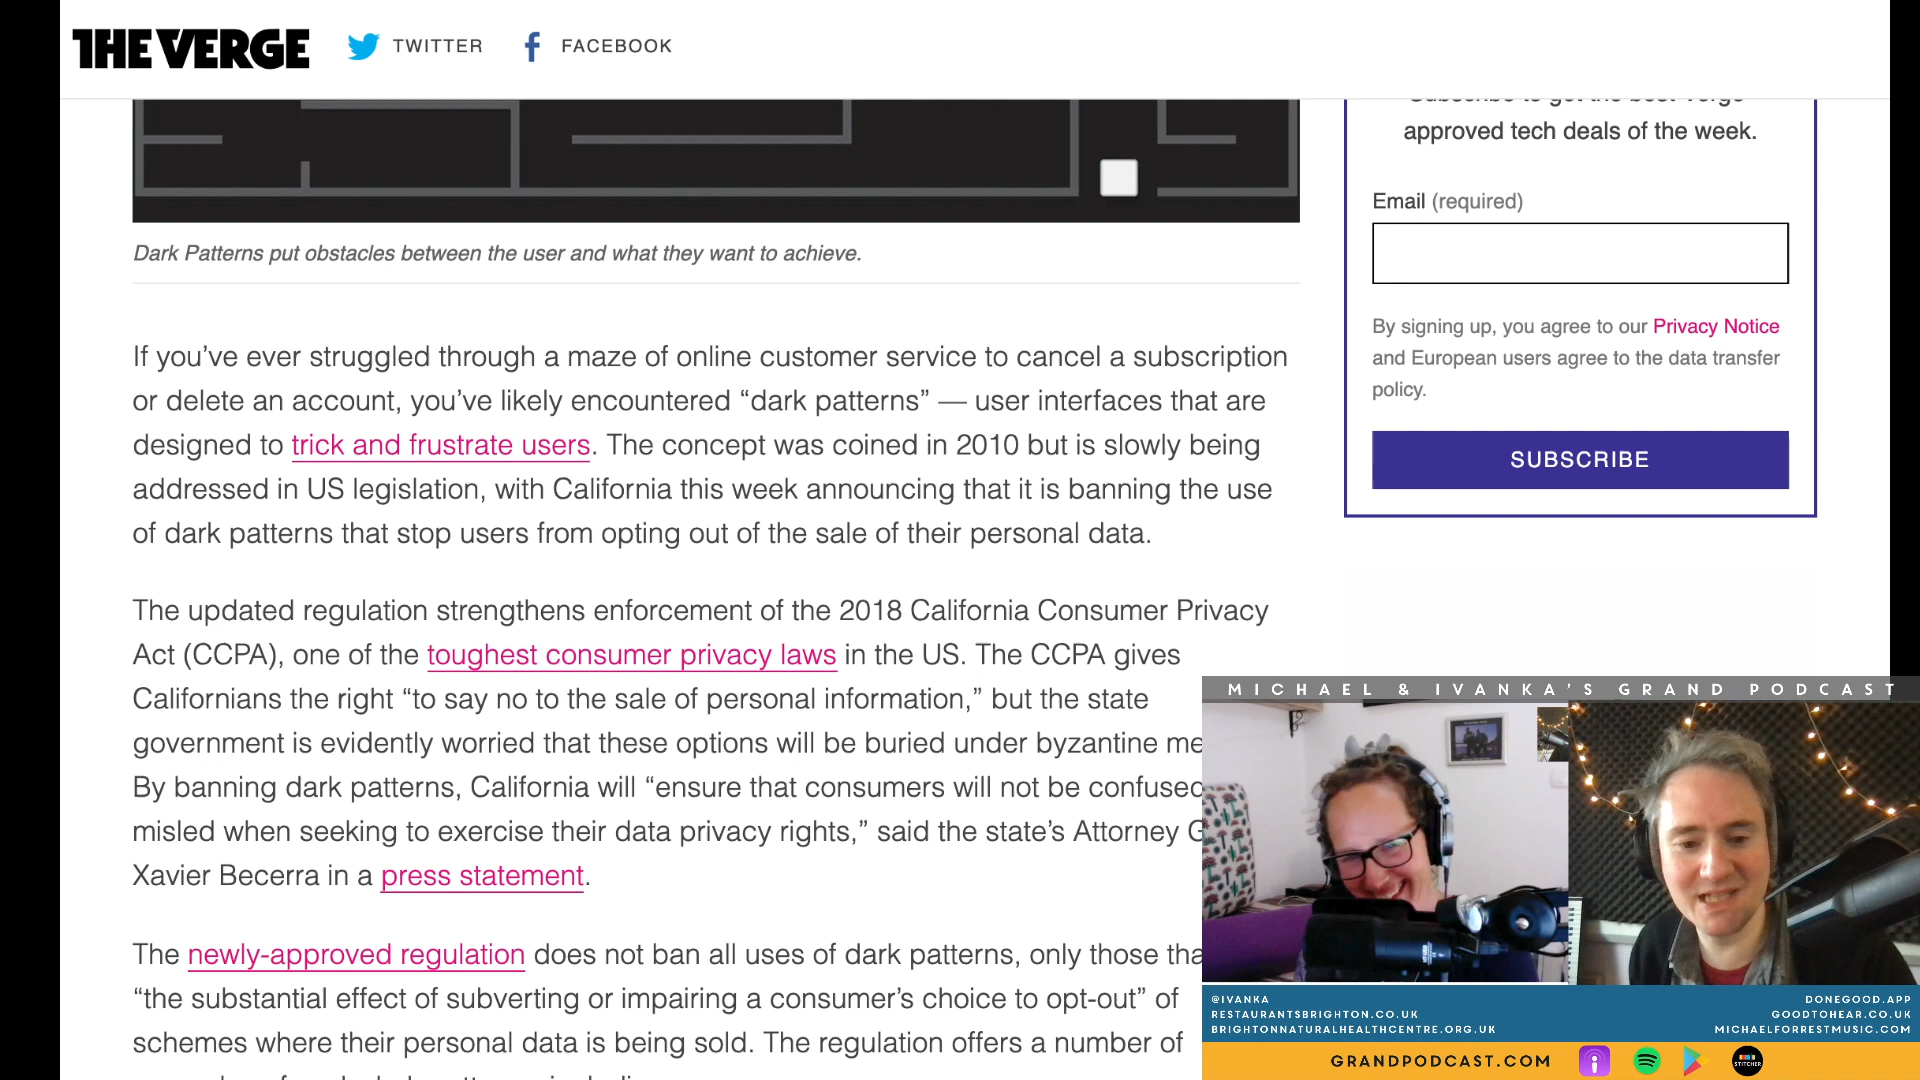 THE VERGE
TWITTER
FACEBOOK
approved tech deals of the week.
Email (required)
By signing up, you agree to our Privacy Notice
and European users agree to the data transfer
policy.
SUBSCRIBE
Dark Patterns put obstacles between the user and what they want to achieve.
If you’ve ever struggled through a maze of online customer service to cancel a subscription
or delete an account, you’ve likely encountered “dark patterns” — user interfaces that are
designed to trick and frustrate users. The concept was coined in 2010 but is slowly being
addressed in US legislation, with California this week announcing that it is banning the use
of dark patterns that stop users from opting out of the sale of their personal data.
The updated regulation strengthens enforcement of the 2018 California Consumer Privacy
Act (CCPA), one of the toughest consumer privacy laws in the US. The CCPA gives
Californians the right “to say no to the sale of personal information,” but the state
government is evidently worried that these options will be buried under byzantine
By banning dark patterns, California will “ensure that consumers will not be confused
misled when seeking to exercise their data privacy rights,” said the state’s Attorney
Xavier Becerra in a press statement.
The newly-approved regulation does not ban all uses of dark patterns, only those
“the substantial effect of subverting or impairing a consumer’s choice to opt-out” of
schemes where their personal data is being sold. The regulation offers a number of
MICHAEL & IVANKA'S GRAND PODCAST
@IVANKA
RESTAURANTSBRIGHTON.CO.UK
BRIGHTONNATURALHEALTHCENTRE.ORG.UK
DONEGOOD.APP
GOODTOHEAR.CO.UK
MICHAELFORRESTMUSIC.COM
GRANDPODCAST.COM
STITCHER